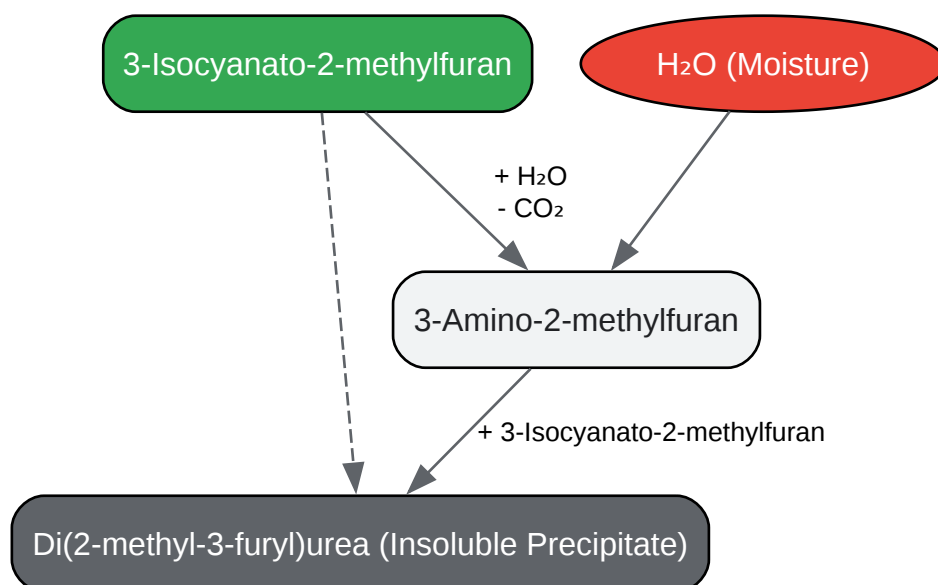 3-Isocyanato-2-methylfuran
H₂O (Moisture)
+ H₂O
- CO₂
3-Amino-2-methylfuran
+ 3-Isocyanato-2-methylfuran
Di(2-methyl-3-furyl)urea (Insoluble Precipitate)